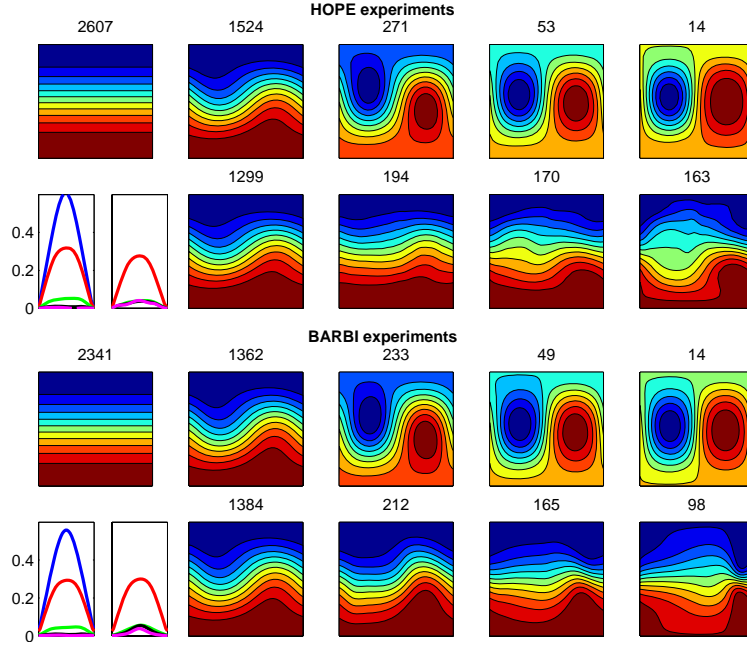 HOPE experiments
2607 1524 271 53 14
1299 194 170 163
0.4
0.2
0
BARBI experiments
2341 1362 233 49 14
1384 212 165 98
0.4
0.2
0